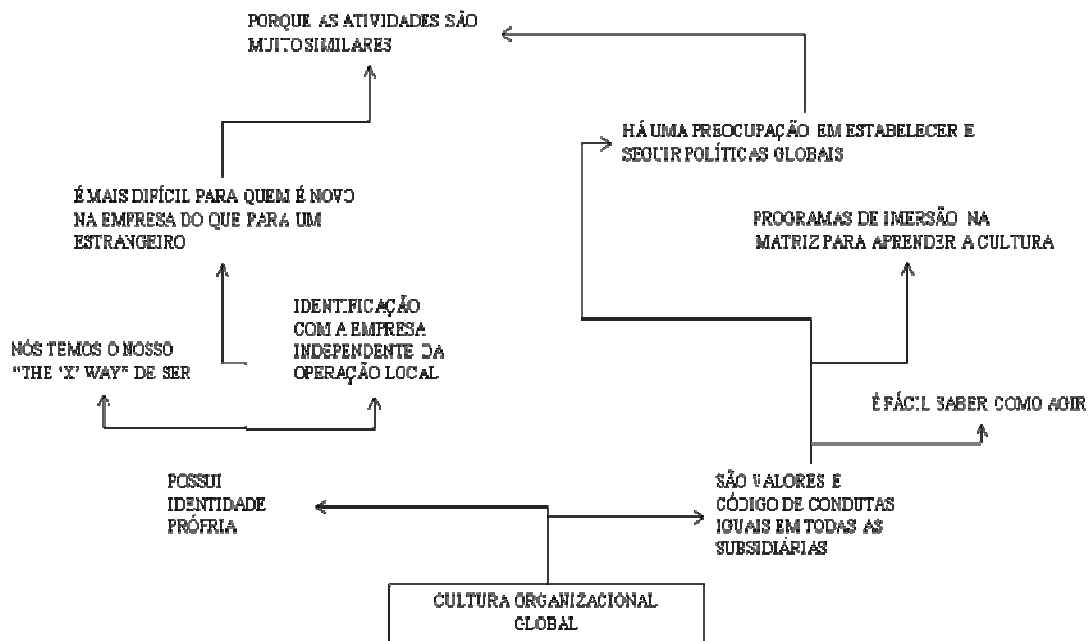 PORQUE AS ATIVIDADES SÃO
MUITO SIMILARES
HÁ UMA PREOCUPAÇÃO EM ESTABELECER E
SEGUIR POLÍTICAS GLOBAIS
É MAIS DIFÍCIL PARA QUEM É NOVO
NA EMPRESA DO QUE PARA UM
ESTRANGEIRO
PROGRAMAS DE IMERSÃO NA
MATRIZ PARA APRENDER A CULTURA
IDENTIFICAÇÃO
COM A EMPRESA
INDEPENDENTE DA
OPERAÇÃO LOCAL
NÓS TEMOS O NOSSO
"THE 'X' WAY" DE SER
É FÁCIL SABER COMO AGIR
POSSUI
IDENTIDADE
PRÓPRIA
SÃO VALORES E
CÓDIGO DE CONDUTAS
IGUAIS EM TODAS AS
SUBSIDIÁRIAS
CULTURA ORGANIZACIONAL
GLOBAL